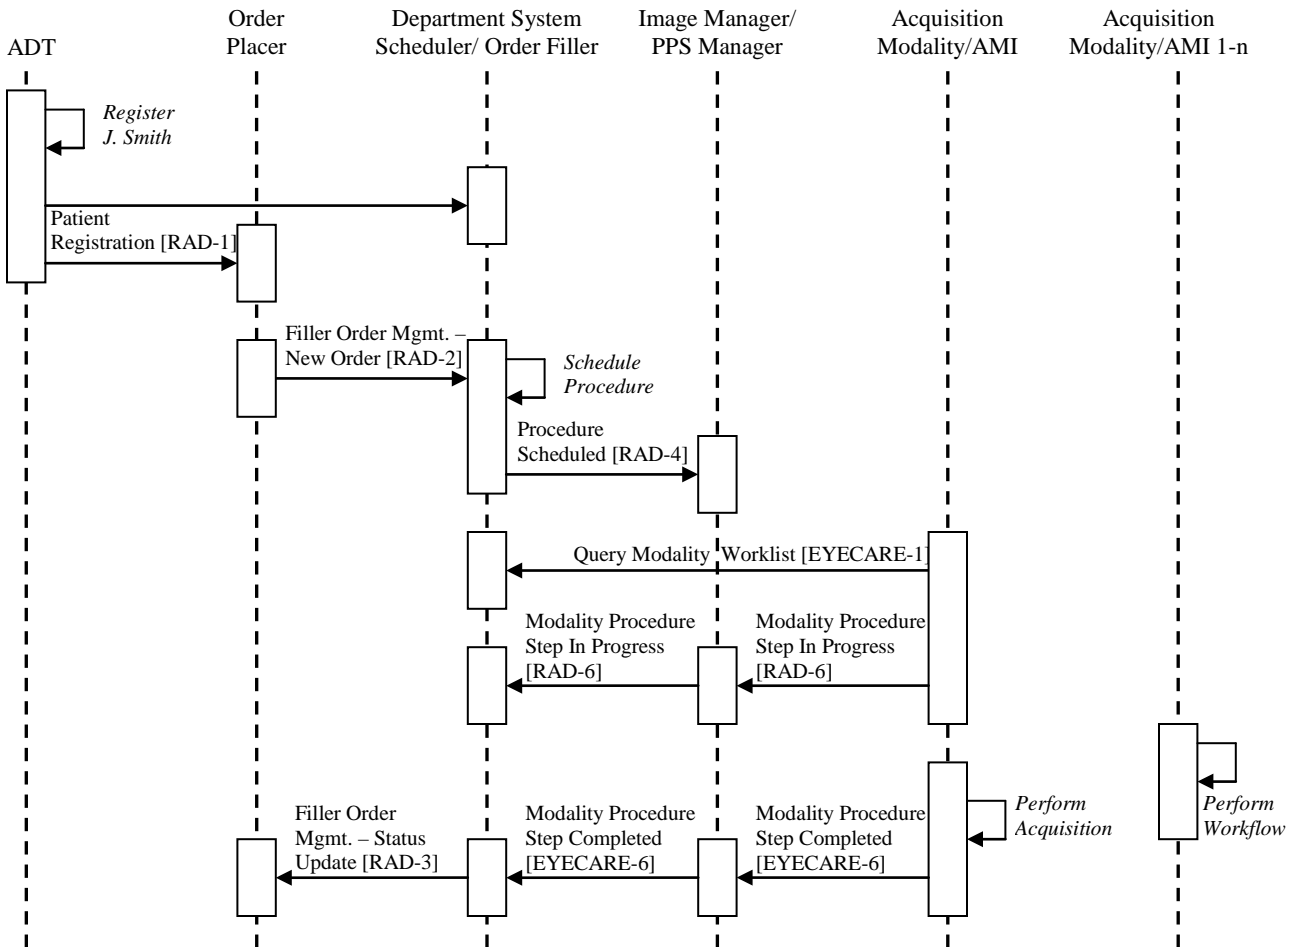 ADT
Order
Placer
Department System
Scheduler/ Order Filler
Image Manager/
PPS Manager
Acquisition
Modality/AMI
Acquisition
Modality/AMI 1-n
Register
J. Smith
Patient
Registration [RAD-1]
Filler Order Mgmt. –
New Order [RAD-2]
Schedule
Procedure
Procedure
Scheduled [RAD-4]
Query Modality Worklist [EYECARE-1]
Modality Procedure
Step In Progress
[RAD-6]
Modality Procedure
Step In Progress
[RAD-6]
Filler Order
Mgmt. – Status
Update [RAD-3]
Modality Procedure
Step Completed
[EYECARE-6]
Modality Procedure
Step Completed
[EYECARE-6]
Perform
Acquisition
Perform
Workflow